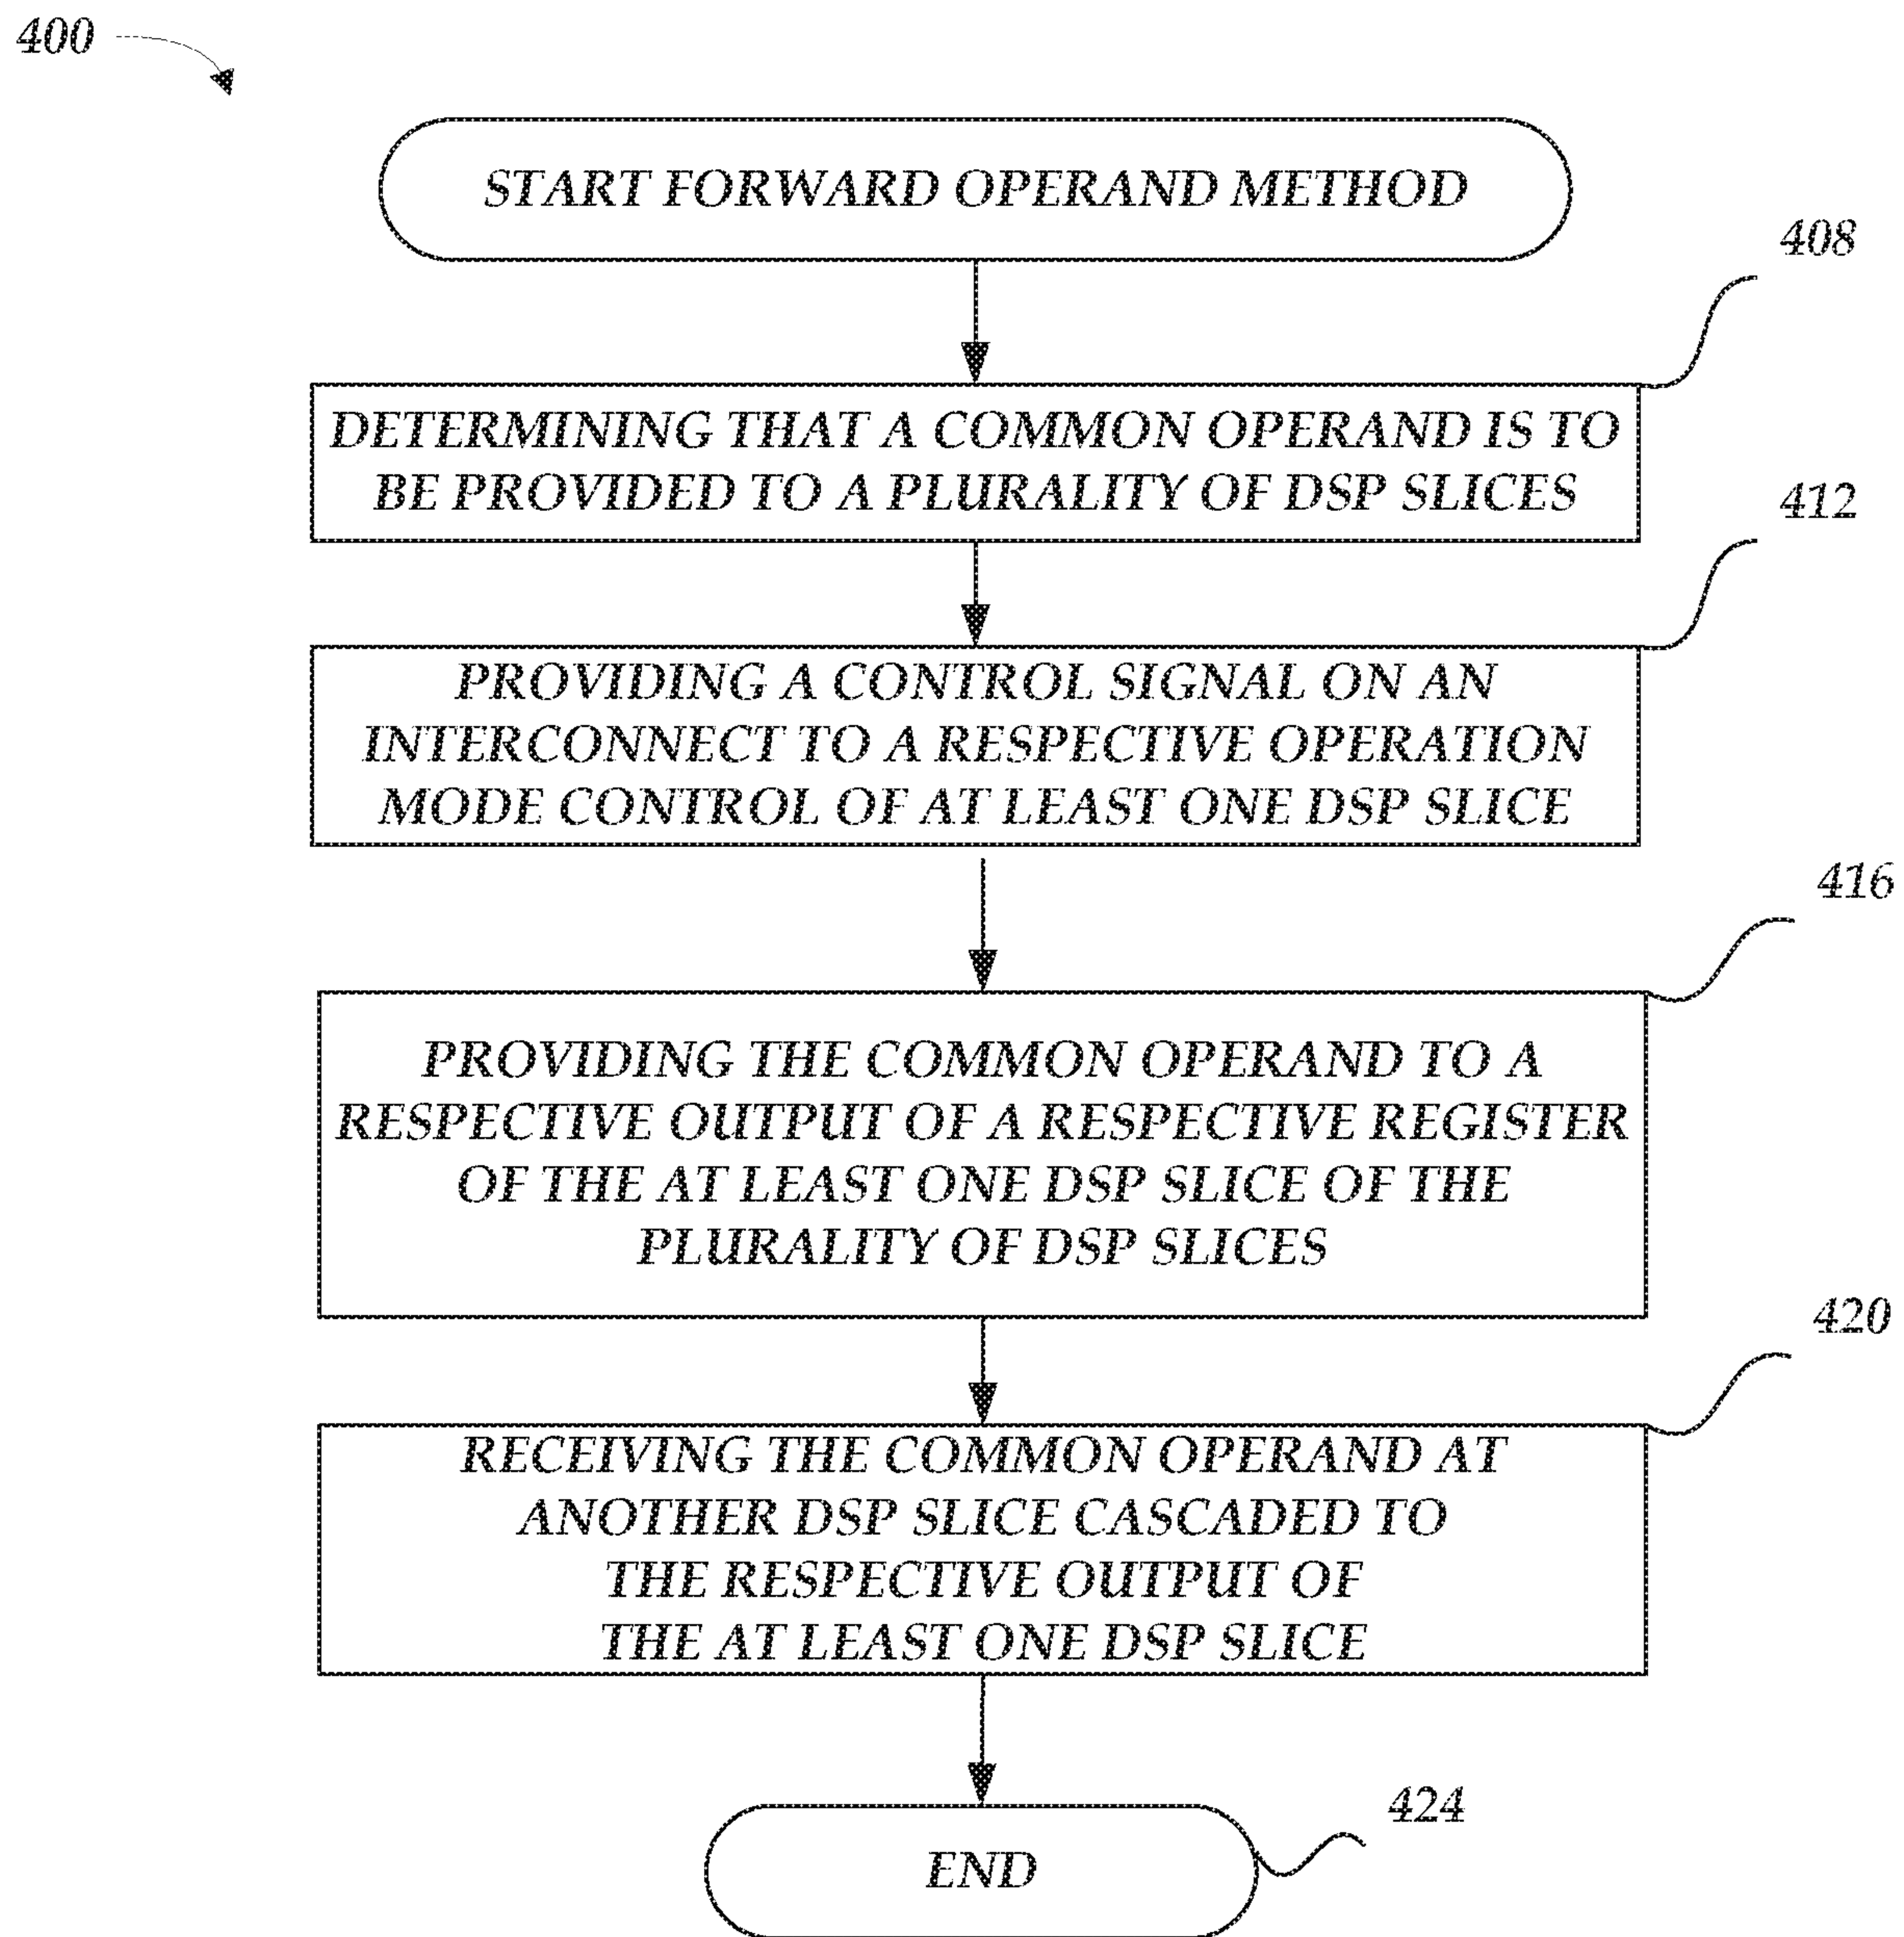 400
START FORWARD OPERAND METHOD
408
DETERMINING THAT A COMMON OPERAND IS TO
BE PROVIDED TO A PLURALITY OF DSP SLICES
412
PROVIDING A CONTROL SIGNAL ON AN
INTERCONNECT TO A RESPECTIVE OPERATION
MODE CONTROL OF AT LEAST ONE DSP SLICE
416
PROVIDING THE COMMON OPERAND TO A
RESPECTIVE OUTPUT OF A RESPECTIVE REGISTER
OF THE AT LEAST ONE DSP SLICE OF THE
PLURALITY OF DSP SLICES
420
RECEIVING THE COMMON OPERAND AT
ANOTHER DSP SLICE CASCADED TO
THE RESPECTIVE OUTPUT OF
THE AT LEAST ONE DSP SLICE
424
END